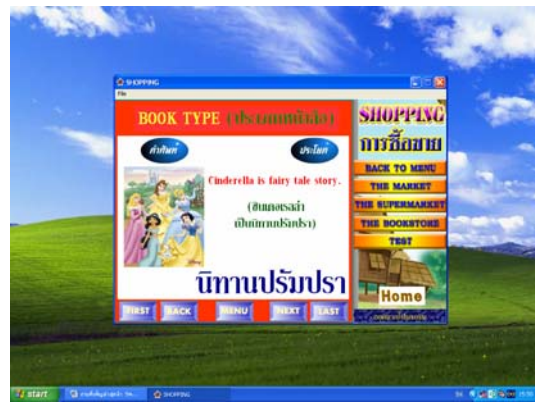 SHOPPING
File
BOOK TYPE (ประเภทหนังสือ)
คำศัพท์
ประโยค
Cinderella is fairy tale story.
(ซินเดอเรลล่า
เป็นนิทานปรัมปรา)
นิทานปรัมปรา
FIRST
BACK
MENU
NEXT
LAST
SHOPPING
การซื้อขาย
BACK TO MENU
THE MARKET
THE SUPERMARKET
THE BOOKSTORE
TEST
Home
start
SHOPPING